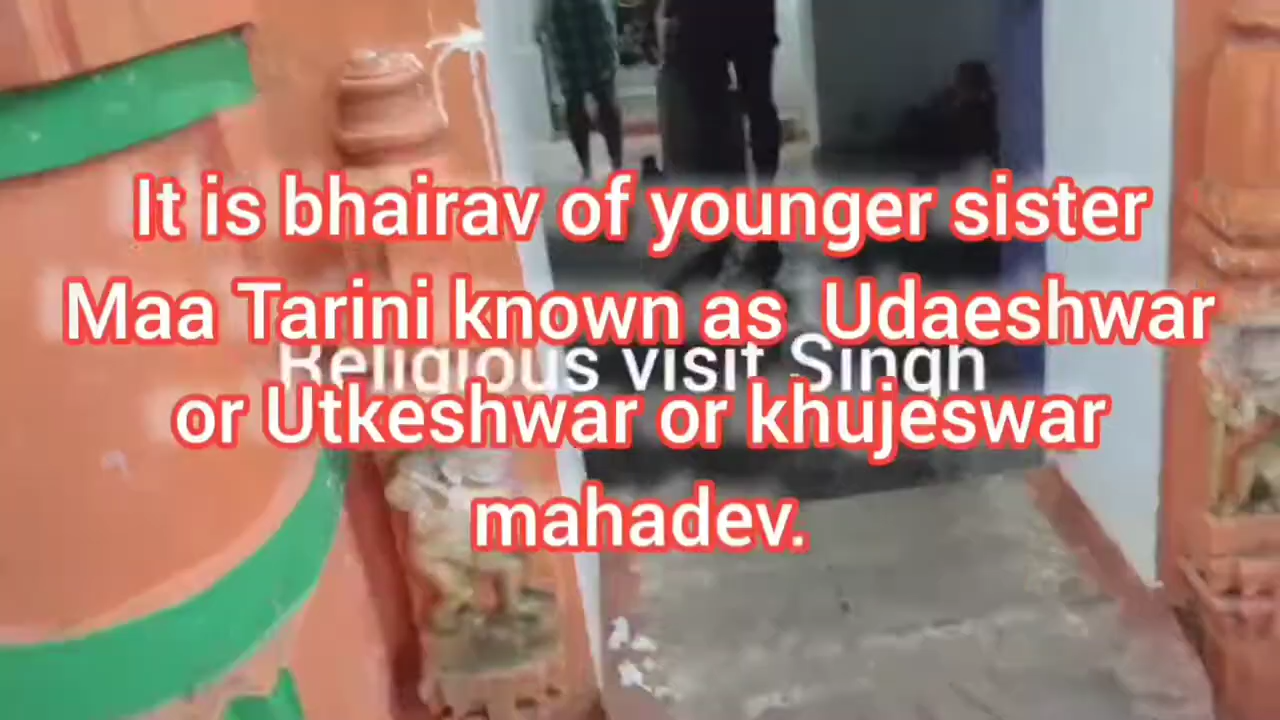 It is bhairav of younger sister
Maa Tarini known as Udaeshwar
Religious visit Singh
or Utkeshwar or khujeswar
mahadev.